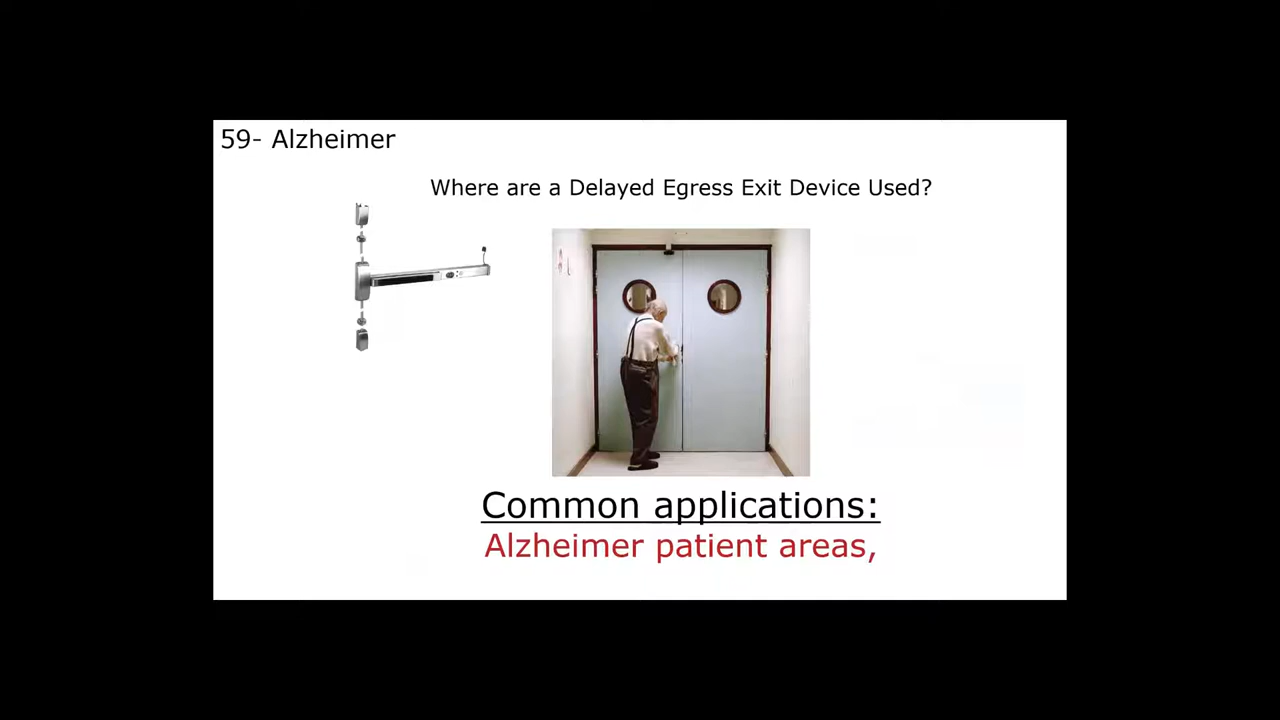 59- Alzheimer
Where are a Delayed Egress Exit Device Used?
Common applications:
Alzheimer patient areas,